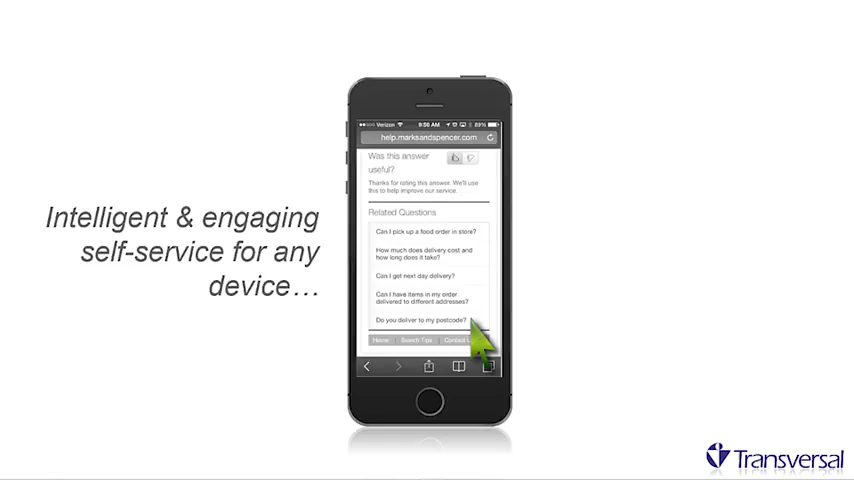 Intelligent & engaging
self-service for any
device…
Verizon 9:50 AM 89%
help.marksandspencer.com
Was this answer
useful?
Thanks for rating this answer. We'll use
this to help improve our service.
Related Questions
Can I pick up a food order in store?
How much does delivery cost and
how long does it take?
Can I get next day delivery?
Can I have items in my order
delivered to different addresses?
Do you deliver to my postcode?
Home Search Tips Contact
Transversal